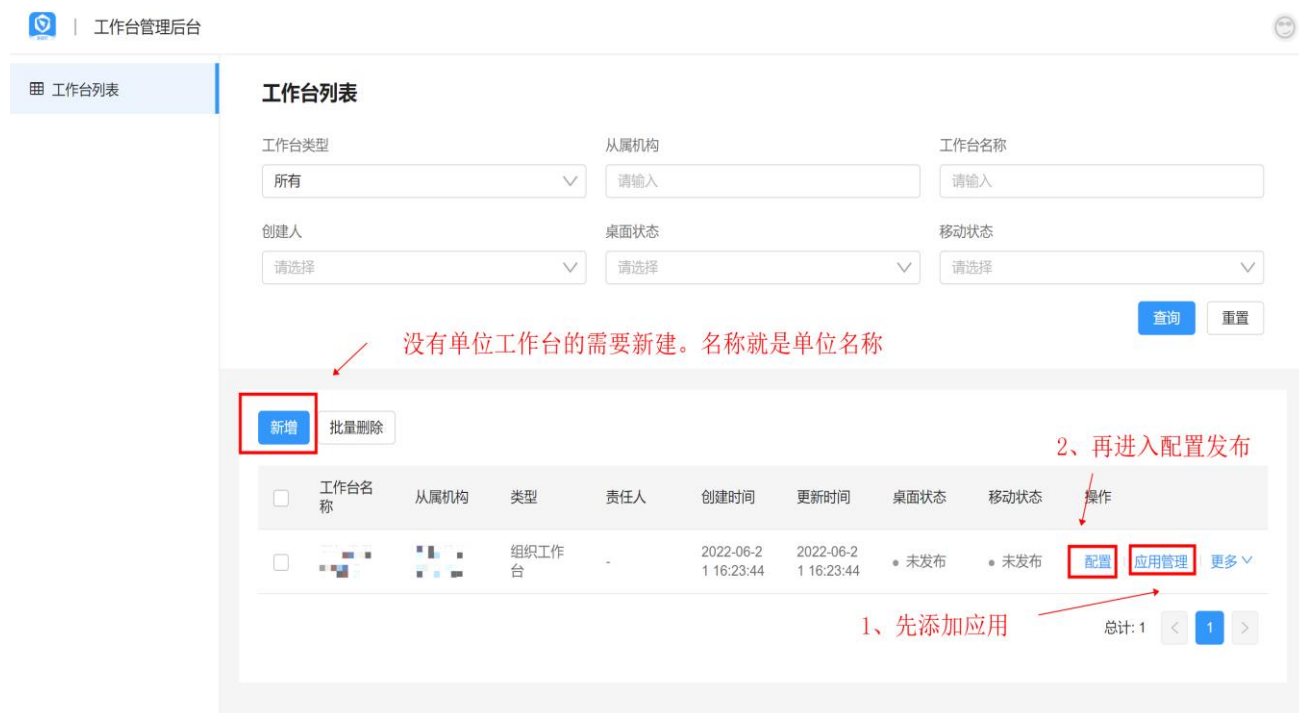 工作台管理后台
工作台列表
工作台列表
工作台类型
从属机构
工作台名称
所有
请输入
请输入
创建人
桌面状态
移动状态
请选择
请选择
请选择
查询
重置
没有单位工作台的需要新建。名称就是单位名称
新增
批量删除
2、再进入配置发布
工作台名
称
从属机构
类型
责任人
创建时间
更新时间
桌面状态
移动状态
操作
组织工作
台
-
2022-06-2
1 16:23:44
2022-06-2
1 16:23:44
未发布
未发布
配置
应用管理
更多
1、先添加应用
总计: 1
<
1
>